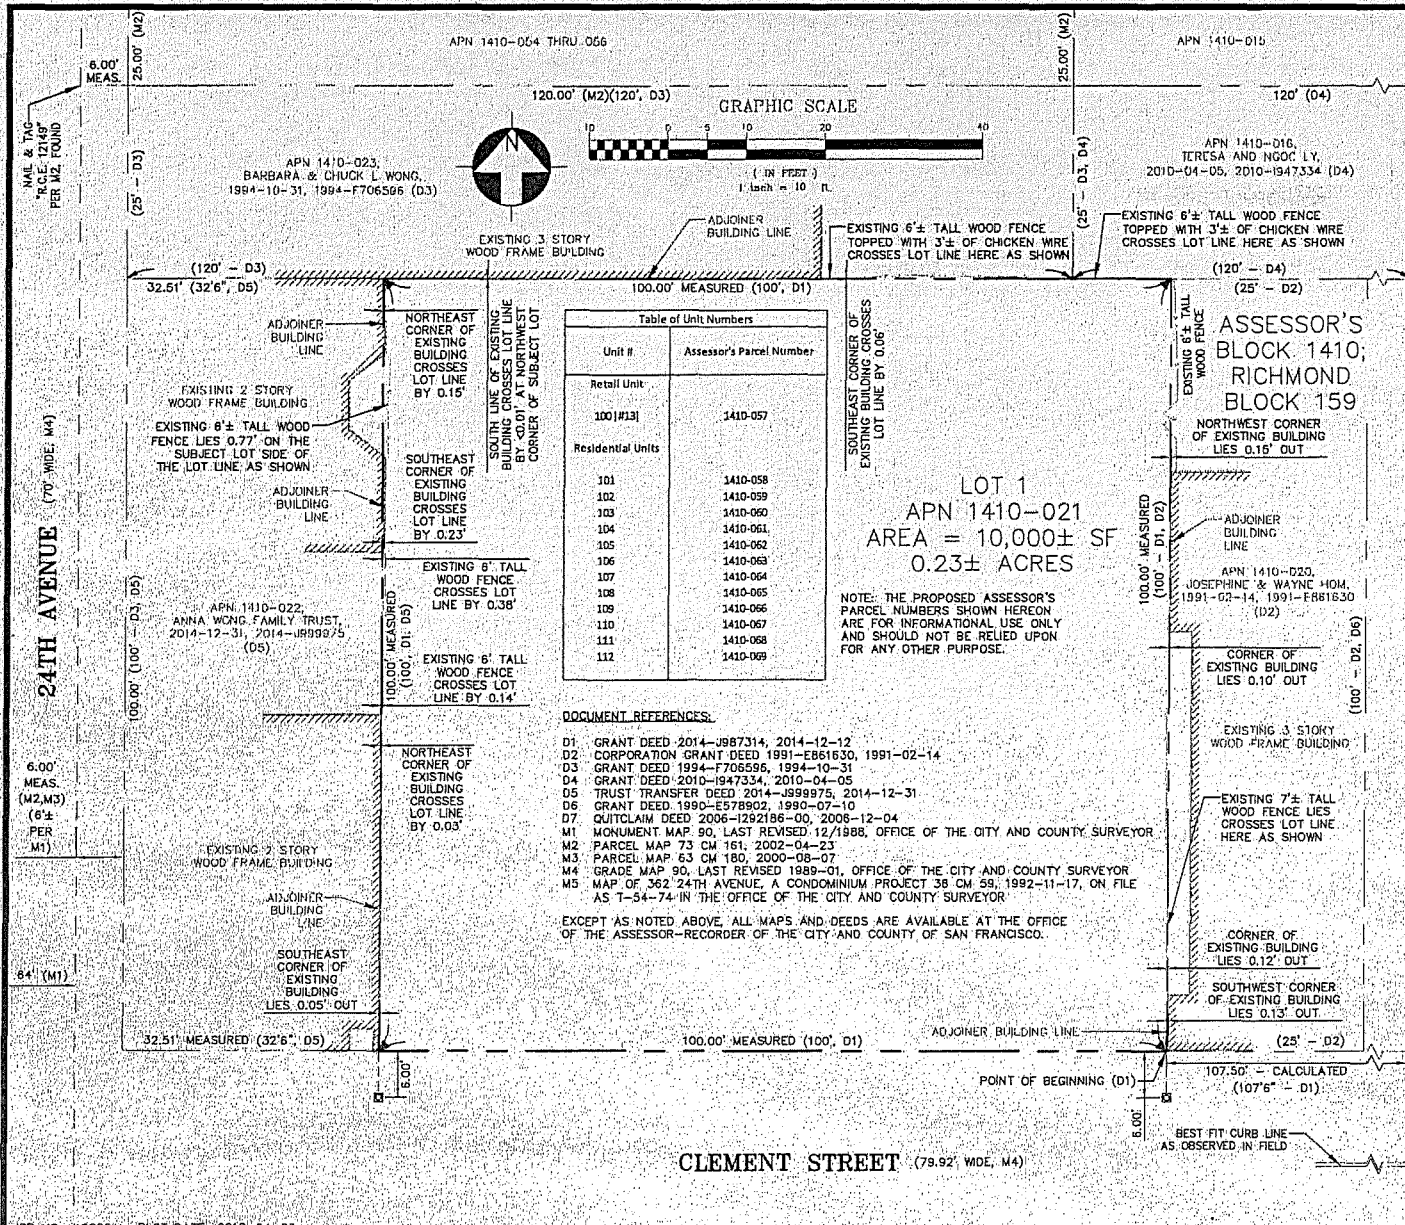 APN 1410-054 THRU 056
APN 1410-015
6.00'
MEAS.
25.00' (M2)
25.00' (M2)
120.00' (M2)(120', D3)
120' (D4)
GRAPHIC SCALE
10 0 5 10 20 40
( IN FEET )
1 inch = 10 ft.
N
NAIL & TAG
"R.C.E. 12149"
PER M2, FOUND
(25' - D3)
APN 1410-023,
BARBARA & CHUCK L WONG,
1994-10-31, 1994-F706596 (D3)
(25' - D3, D4)
APN 1410-016,
TERESA AND NGOC LY,
2010-04-05, 2010-I947334 (D4)
EXISTING 3 STORY
WOOD FRAME BUILDING
ADJOINER
BUILDING LINE
EXISTING 6'± TALL WOOD FENCE
TOPPED WITH 3'± OF CHICKEN WIRE
CROSSES LOT LINE HERE AS SHOWN
EXISTING 6'± TALL WOOD FENCE
TOPPED WITH 3'± OF CHICKEN WIRE
CROSSES LOT LINE HERE AS SHOWN
(120' - D3)
32.51' (32'6", D5)
100.00' MEASURED (100', D1)
(120' - D4)
(25' - D2)
ADJOINER
BUILDING
LINE
NORTHEAST
CORNER OF
EXISTING
BUILDING
CROSSES
LOT LINE
BY 0.15'
SOUTH LINE OF EXISTING
BUILDING CROSSES LOT LINE
BY <0.01' AT NORTHWEST
CORNER OF SUBJECT LOT
Table of Unit Numbers
Unit # Assessor's Parcel Number
Retail Unit
100 [#13] 1410-057
Residential Units
101 1410-058
102 1410-059
103 1410-060
104 1410-061
105 1410-062
106 1410-063
107 1410-064
108 1410-065
109 1410-066
110 1410-067
111 1410-068
112 1410-069
SOUTHEAST CORNER OF
EXISTING BUILDING CROSSES
LOT LINE BY 0.06'
EXISTING 6'± TALL
WOOD FENCE
ASSESSOR'S
BLOCK 1410;
RICHMOND
BLOCK 159
EXISTING 2 STORY
WOOD FRAME BUILDING
EXISTING 6'± TALL WOOD
FENCE LIES 0.77' ON THE
SUBJECT LOT SIDE OF
THE LOT LINE AS SHOWN
ADJOINER
BUILDING
LINE
SOUTHEAST
CORNER OF
EXISTING
BUILDING
CROSSES
LOT LINE
BY 0.23'
NORTHWEST CORNER
OF EXISTING BUILDING
LIES 0.15' OUT
LOT 1
APN 1410-021
AREA = 10,000± SF
0.23± ACRES
NOTE: THE PROPOSED ASSESSOR'S
PARCEL NUMBERS SHOWN HEREON
ARE FOR INFORMATIONAL USE ONLY
AND SHOULD NOT BE RELIED UPON
FOR ANY OTHER PURPOSE.
100.00' MEASURED
(100' - D1, D2)
ADJOINER
BUILDING
LINE
APN 1410-020,
JOSEPHINE & WAYNE HOM,
1991-02-14, 1991-E861630
(D2)
24TH AVENUE (70' WIDE, M4)
100.00' (100' - D3, D5)
APN 1410-022,
ANNA WONG FAMILY TRUST,
2014-12-31, 2014-J999975
(D5)
EXISTING 6' TALL
WOOD FENCE
CROSSES LOT
LINE BY 0.38'
100.00' MEASURED
(100', D1, D5)
EXISTING 6' TALL
WOOD FENCE
CROSSES LOT
LINE BY 0.14'
CORNER OF
EXISTING BUILDING
LIES 0.10' OUT
(100' - D2, D6)
EXISTING 3 STORY
WOOD FRAME BUILDING
DOCUMENT REFERENCES:
D1 GRANT DEED 2014-J987314, 2014-12-12
D2 CORPORATION GRANT DEED 1991-E861630, 1991-02-14
D3 GRANT DEED 1994-F706596, 1994-10-31
D4 GRANT DEED 2010-I947334, 2010-04-05
D5 TRUST TRANSFER DEED 2014-J999975, 2014-12-31
D6 GRANT DEED 1990-E578902, 1990-07-10
D7 QUITCLAIM DEED 2006-I292186-00, 2006-12-04
M1 MONUMENT MAP 90, LAST REVISED 12/1988, OFFICE OF THE CITY AND COUNTY SURVEYOR
M2 PARCEL MAP 73 CM 161, 2002-04-23
M3 PARCEL MAP 63 CM 180, 2000-08-07
M4 GRADE MAP 90, LAST REVISED 1989-01, OFFICE OF THE CITY AND COUNTY SURVEYOR
M5 MAP OF 362 24TH AVENUE, A CONDOMINIUM PROJECT 38 CM 59, 1992-11-17, ON FILE
AS T-54-74 IN THE OFFICE OF THE CITY AND COUNTY SURVEYOR
EXCEPT AS NOTED ABOVE, ALL MAPS AND DEEDS ARE AVAILABLE AT THE OFFICE
OF THE ASSESSOR-RECORDER OF THE CITY AND COUNTY OF SAN FRANCISCO.
6.00'
MEAS.
(M2,M3)
(6'±
PER
M1)
64' (M1)
NORTHEAST
CORNER OF
EXISTING
BUILDING
CROSSES
LOT LINE
BY 0.03'
EXISTING 2 STORY
WOOD FRAME BUILDING
ADJOINER
BUILDING
LINE
SOUTHEAST
CORNER OF
EXISTING
BUILDING
LIES 0.05' OUT
EXISTING 7'± TALL
WOOD FENCE LIES
CROSSES LOT LINE
HERE AS SHOWN
CORNER OF
EXISTING BUILDING
LIES 0.12' OUT
SOUTHWEST CORNER
OF EXISTING BUILDING
LIES 0.13' OUT
32.51' MEASURED (32'6", D5)
100.00' MEASURED (100', D1)
ADJOINER BUILDING LINE
(25' - D2)
6.00'
POINT OF BEGINNING (D1)
107.50' - CALCULATED
(107'6" - D1)
6.00'
CLEMENT STREET (79.92' WIDE, M4)
BEST FIT CURB LINE
AS OBSERVED IN FIELD